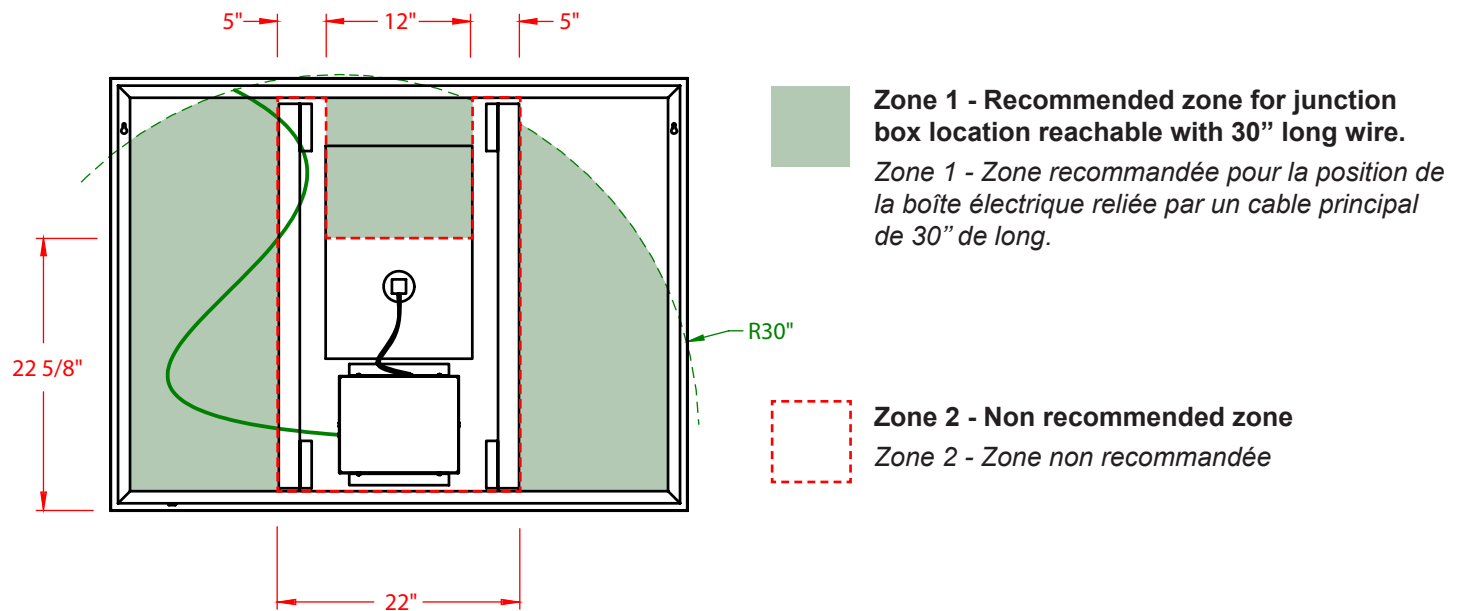 5"
12"
5"
Zone 1 - Recommended zone for junction
box location reachable with 30” long wire.
Zone 1 - Zone recommandée pour la position de
la boîte électrique reliée par un cable principal
de 30” de long.
R30"
22 5/8"
Zone 2 - Non recommended zone
Zone 2 - Zone non recommandée
22"